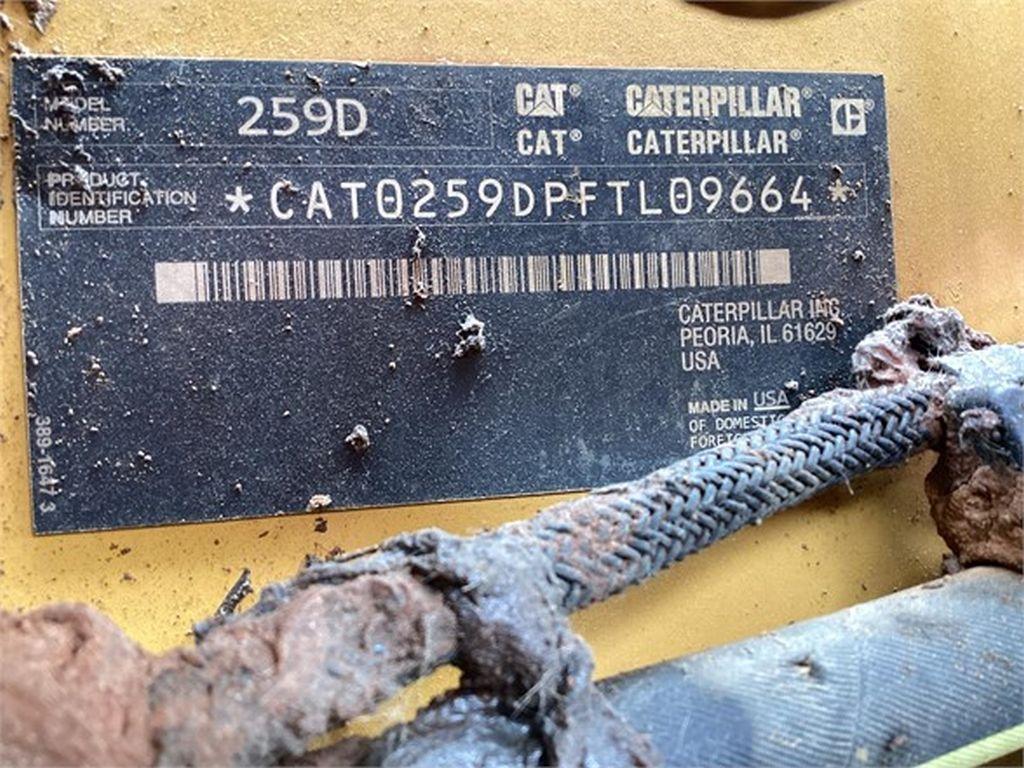 MODEL
NUMBER
259D
CAT® CATERPILLAR®
CAT® CATERPILLAR®
PRODUCT
IDENTIFICATION
NUMBER
*CAT0259DPFTL09664*
CATERPILLAR INC
PEORIA, IL 61629
USA
MADE IN USA
OF DOMESTIC
FOREIG
389-1647 3